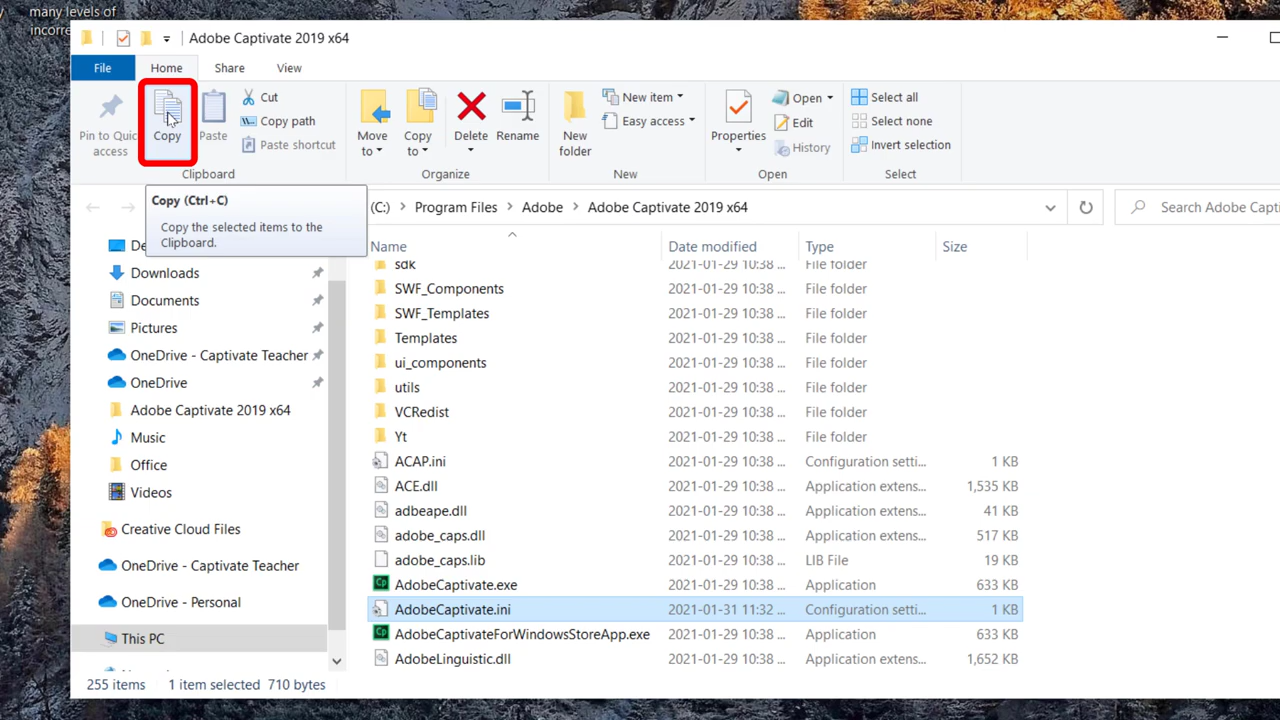 many levels of
incorre
Adobe Captivate 2019 x64
File
Home
Share
View
Pin to Quic
access
Copy
Paste
Cut
Copy path
Paste shortcut
Clipboard
Move
to
Copy
to
Delete
Rename
Organize
New
folder
New item
Easy access
New
Properties
Open
Edit
History
Open
Select all
Select none
Invert selection
Select
Copy (Ctrl+C)
Copy the selected items to the
Clipboard.
(C:) > Program Files > Adobe > Adobe Captivate 2019 x64
Search Adobe Capti
De
Downloads
Documents
Pictures
OneDrive - Captivate Teacher
OneDrive
Adobe Captivate 2019 x64
Music
Office
Videos
Creative Cloud Files
OneDrive - Captivate Teacher
OneDrive - Personal
This PC
Name Date modified Type Size
sdk 2021-01-29 10:38 ... File folder
SWF_Components 2021-01-29 10:38 ... File folder
SWF_Templates 2021-01-29 10:38 ... File folder
Templates 2021-01-29 10:38 ... File folder
ui_components 2021-01-29 10:38 ... File folder
utils 2021-01-29 10:38 ... File folder
VCRedist 2021-01-29 10:38 ... File folder
Yt 2021-01-29 10:38 ... File folder
ACAP.ini 2021-01-29 10:38 ... Configuration setti... 1 KB
ACE.dll 2021-01-29 10:38 ... Application extens... 1,535 KB
adbeape.dll 2021-01-29 10:38 ... Application extens... 41 KB
adobe_caps.dll 2021-01-29 10:38 ... Application extens... 517 KB
adobe_caps.lib 2021-01-29 10:38 ... LIB File 19 KB
AdobeCaptivate.exe 2021-01-29 10:38 ... Application 633 KB
AdobeCaptivate.ini 2021-01-31 11:32 ... Configuration setti... 1 KB
AdobeCaptivateForWindowsStoreApp.exe 2021-01-29 10:38 ... Application 633 KB
AdobeLinguistic.dll 2021-01-29 10:38 ... Application extens... 1,652 KB
255 items 1 item selected 710 bytes